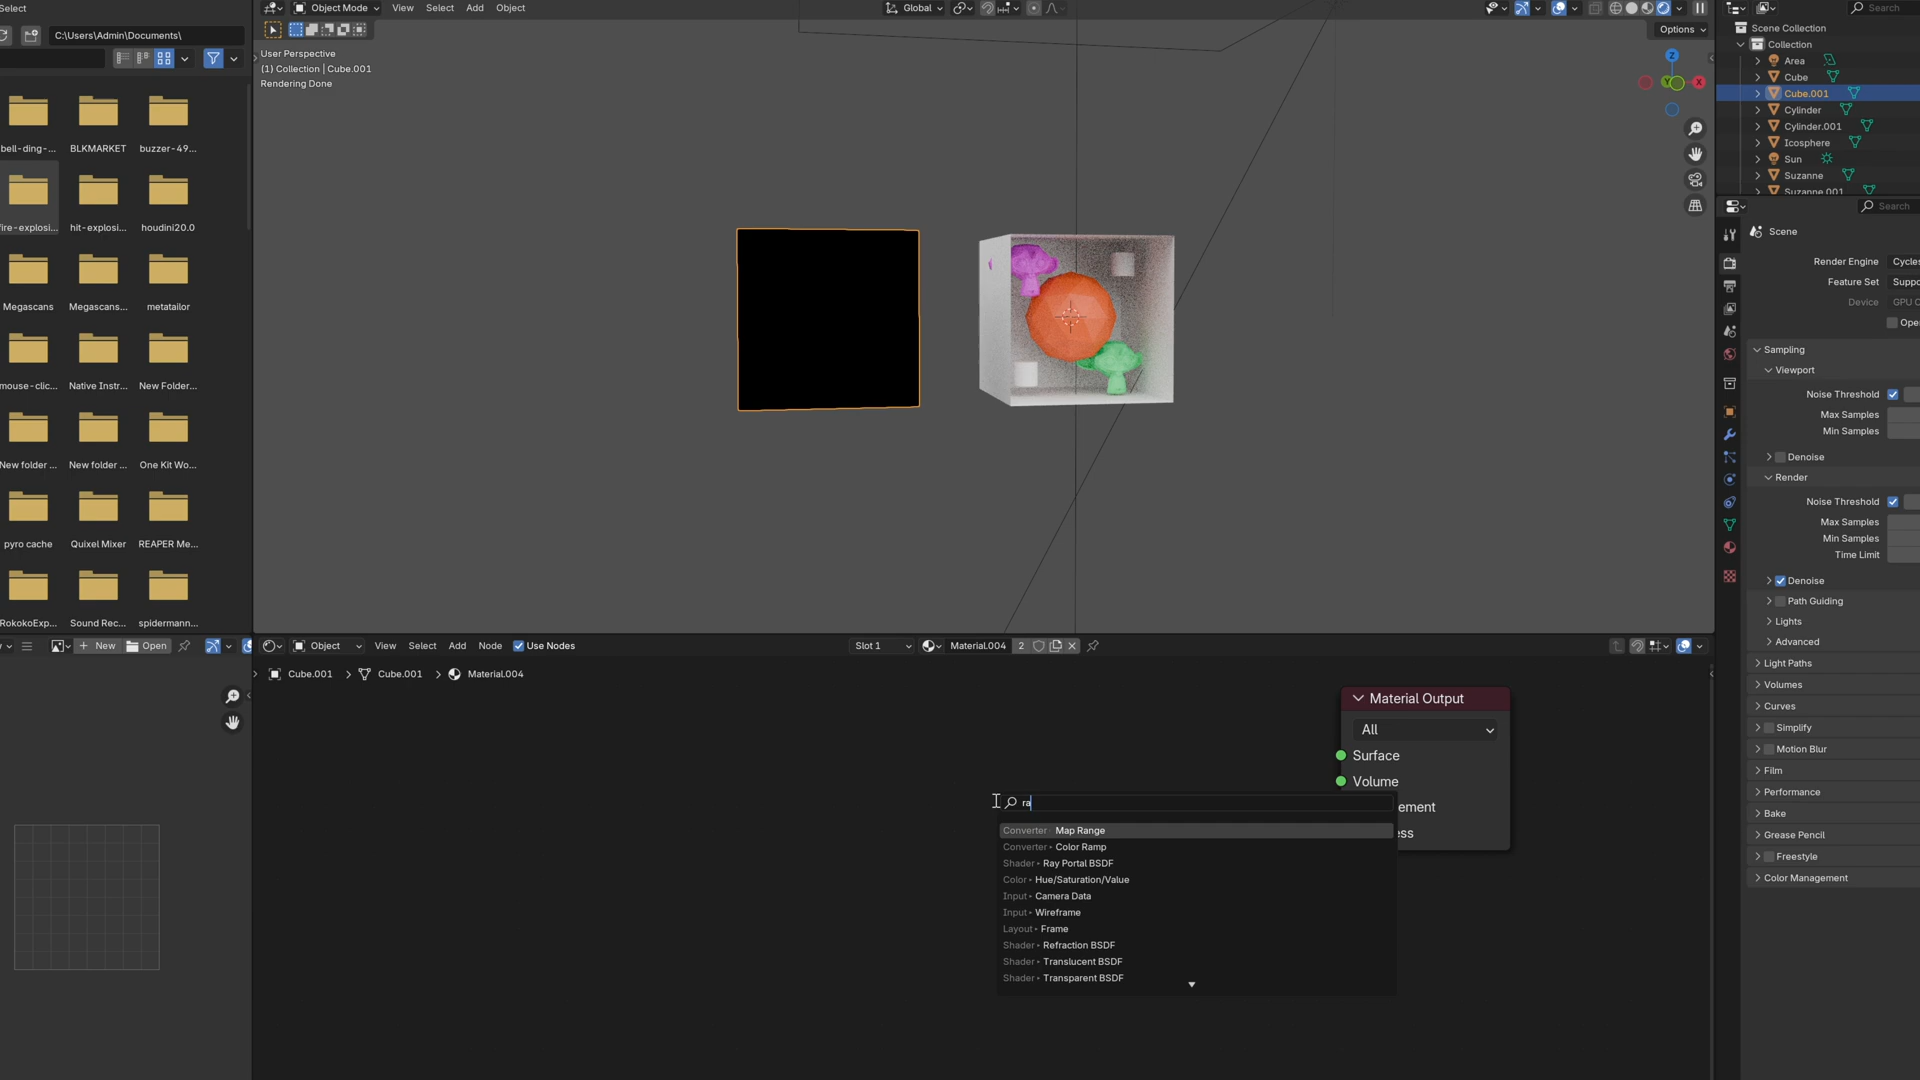 Select
Object Mode
View
Select
Add
Object
Global
Options
Search
C:\Users\Admin\Documents\
User Perspective
(1) Collection | Cube.001
Rendering Done
bell-ding-...
BLKMARKET
buzzer-49...
fire-explosi...
hit-explosi...
houdini20.0
Megascans
Megascans...
metatailor
mouse-clic...
Native Instr...
New Folder...
New folder ...
New folder ...
One Kit Wo...
pyro cache
Quixel Mixer
REAPER Me...
RokokoExp...
Sound Rec...
spidermann...
New
Open
Z
X
Y
Scene Collection
Collection
Area
Cube
Cube.001
Cylinder
Cylinder.001
Icosphere
Sun
Suzanne
Suzanne.001
Search
Scene
Render Engine
Cycles
Feature Set
Suppo
Device
GPU C
Open
Sampling
Viewport
Noise Threshold
Max Samples
Min Samples
Denoise
Render
Noise Threshold
Max Samples
Min Samples
Time Limit
Denoise
Path Guiding
Lights
Advanced
Light Paths
Volumes
Curves
Simplify
Motion Blur
Film
Performance
Bake
Grease Pencil
Freestyle
Color Management
Object
View
Select
Add
Node
Use Nodes
Slot 1
Material.004
2
Cube.001
Cube.001
Material.004
Material Output
All
Surface
Volume
ement
ess
ra
Converter ▸ Map Range
Converter ▸ Color Ramp
Shader ▸ Ray Portal BSDF
Color ▸ Hue/Saturation/Value
Input ▸ Camera Data
Input ▸ Wireframe
Layout ▸ Frame
Shader ▸ Refraction BSDF
Shader ▸ Translucent BSDF
Shader ▸ Transparent BSDF